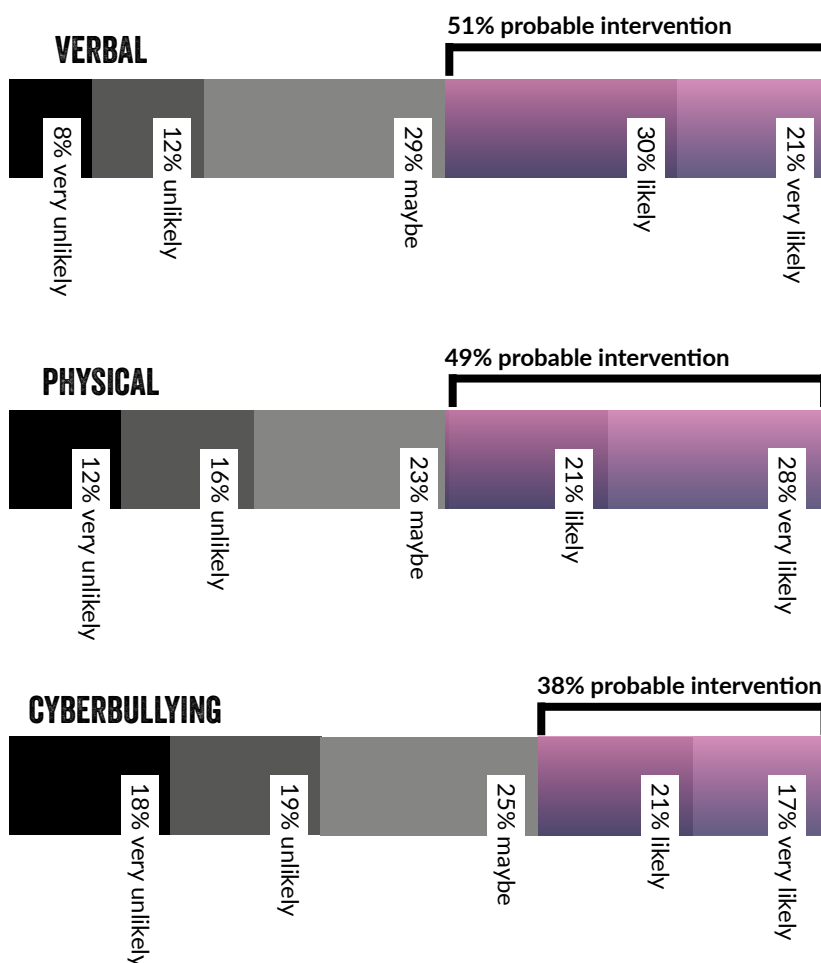 51% probable intervention
VERBAL
8% very unlikely
12% unlikely
29% maybe
30% likely
21% very likely
49% probable intervention
PHYSICAL
12% very unlikely
16% unlikely
23% maybe
21% likely
28% very likely
38% probable intervention
CYBERBULLYING
18% very unlikely
19% unlikely
25% maybe
21% likely
17% very likely